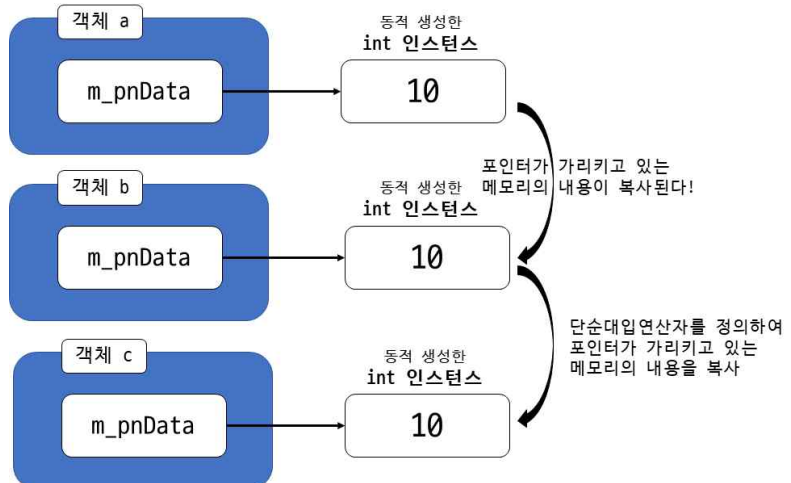 객체 a
동적 생성한
int 인스턴스
m_pnData
10
포인터가 가리키고 있는
메모리의 내용이 복사된다!
객체 b
동적 생성한
int 인스턴스
m_pnData
10
단순대입연산자를 정의하여
포인터가 가리키고 있는
메모리의 내용을 복사
객체 c
동적 생성한
int 인스턴스
m_pnData
10